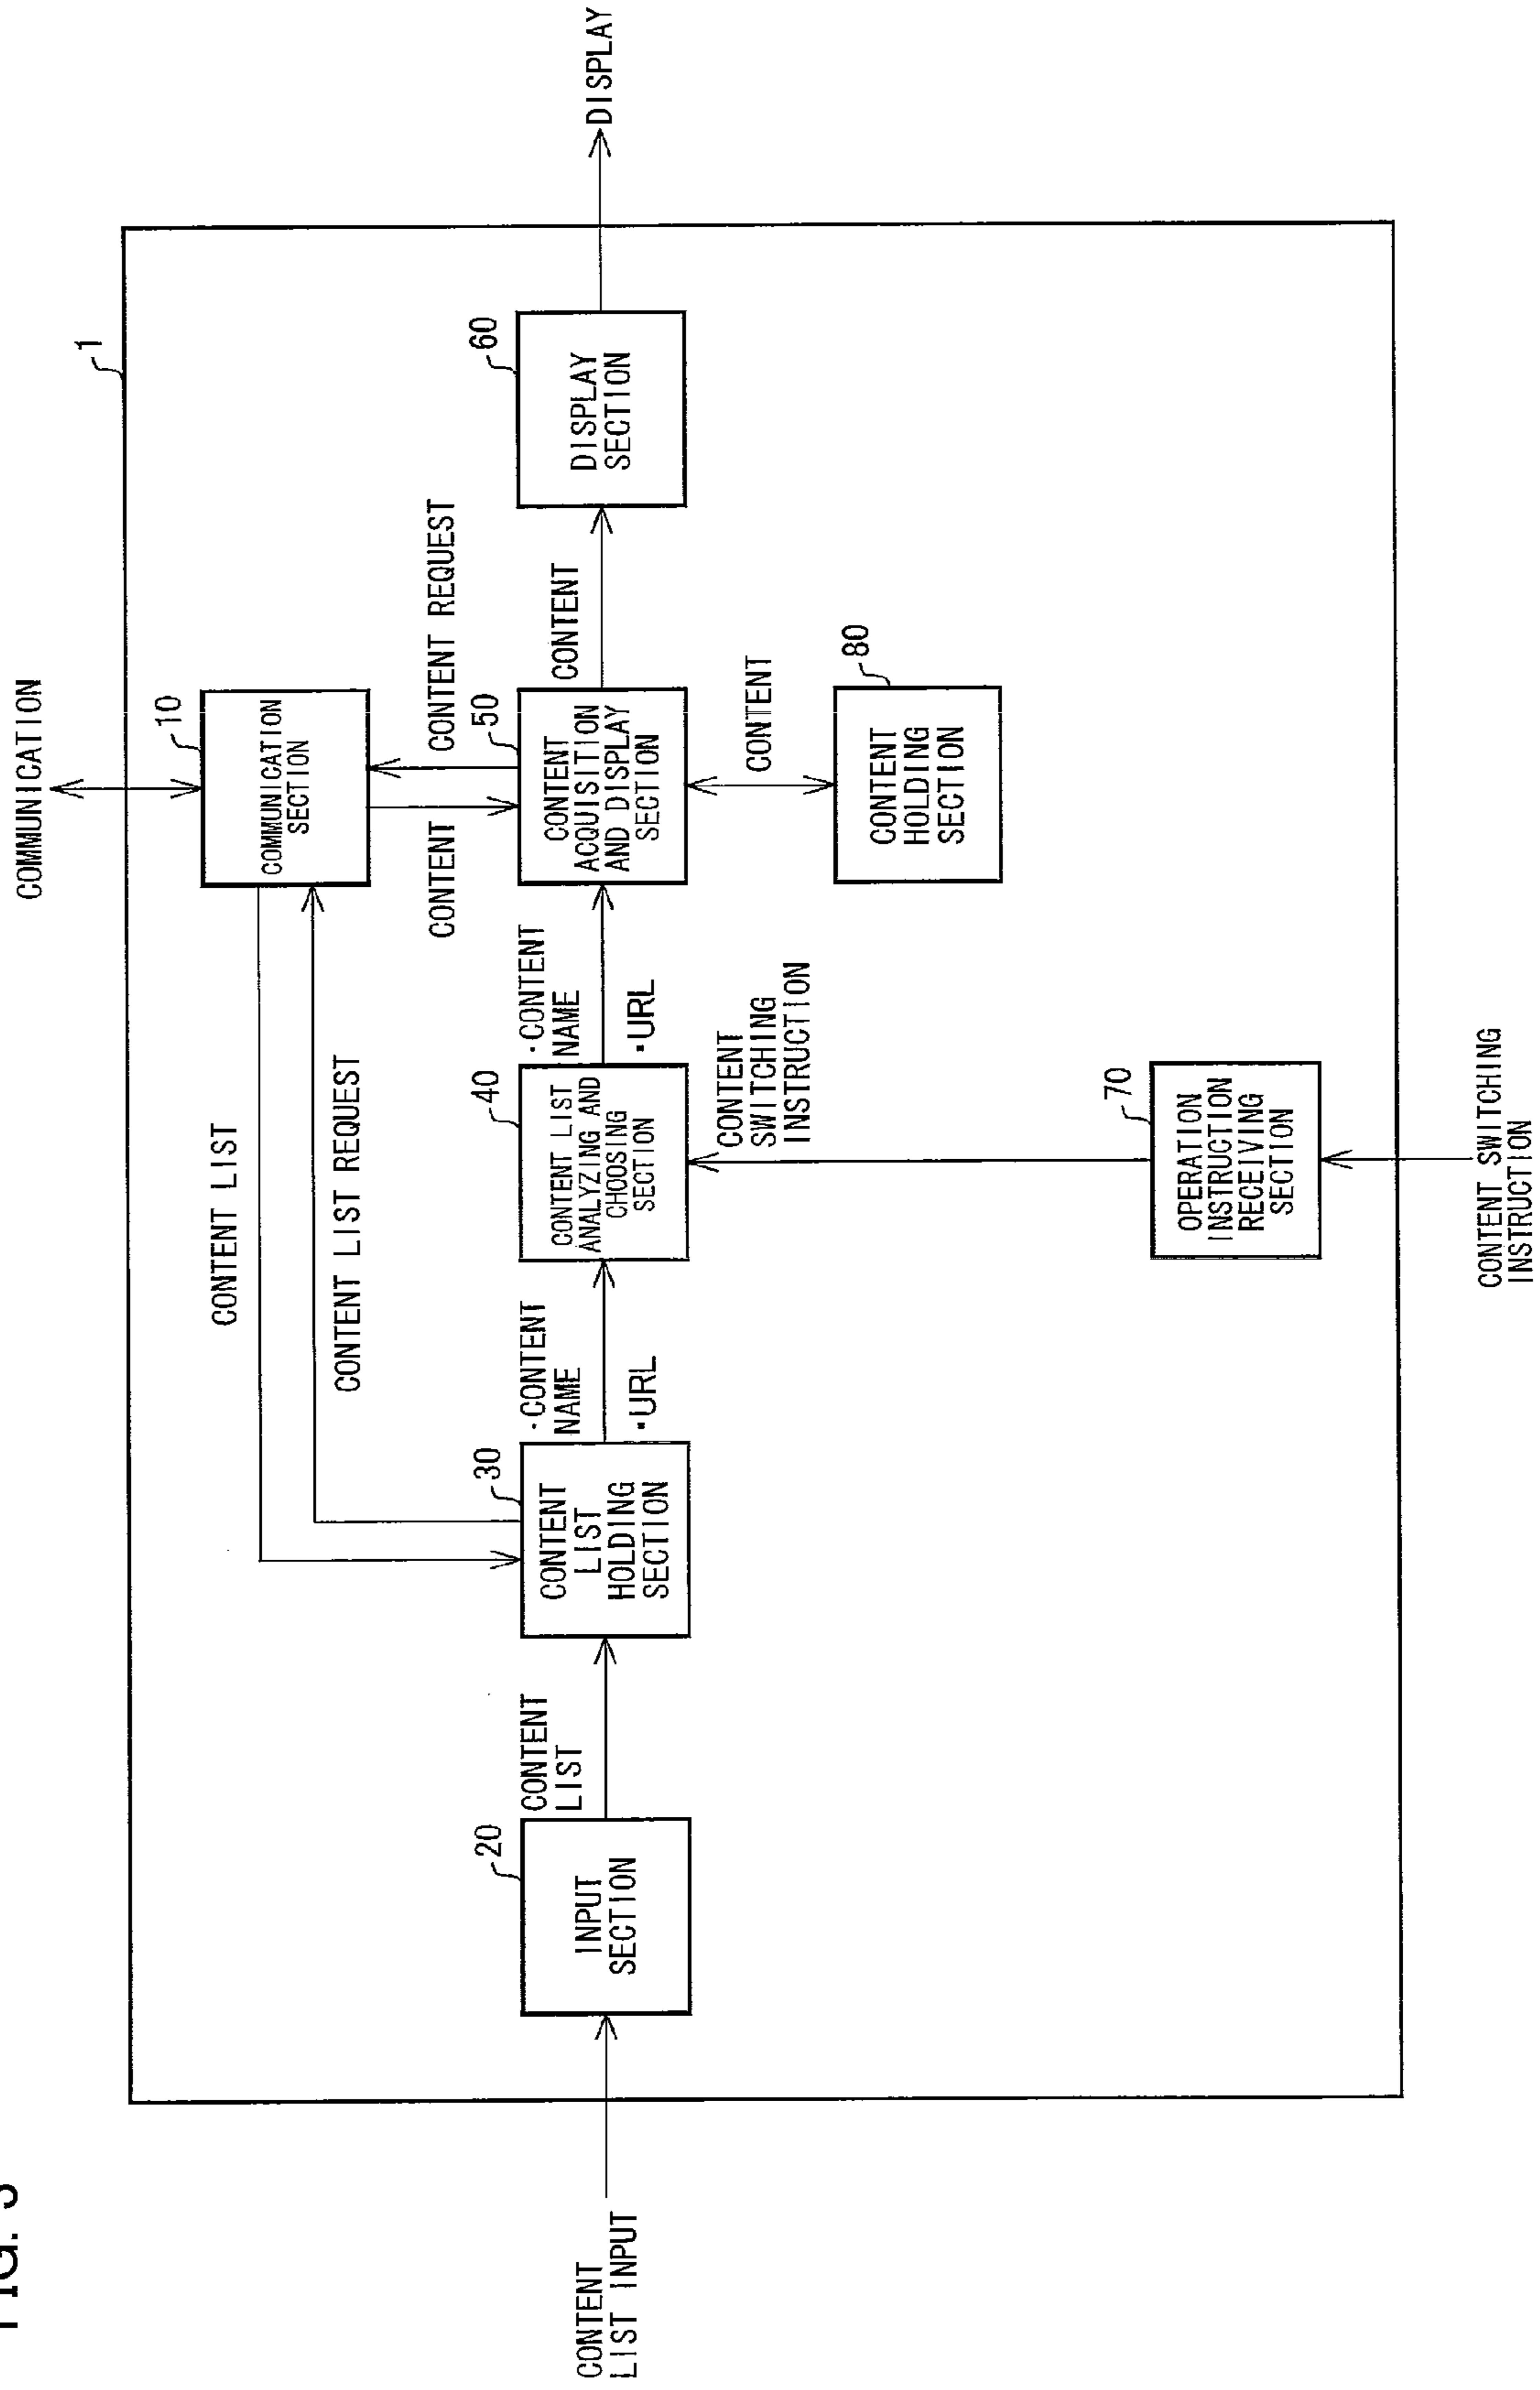 FIG. 3
COMMUNICATION
1
10
COMMUNICATION
SECTION
CONTENT LIST
CONTENT LIST REQUEST
CONTENT
CONTENT REQUEST
CONTENT
LIST INPUT
20
INPUT
SECTION
CONTENT
LIST
30
CONTENT
LIST
HOLDING
SECTION
·CONTENT
NAME
·URL
40
CONTENT LIST
ANALYZING AND
CHOOSING
SECTION
·CONTENT
NAME
·URL
50
CONTENT
ACQUISITION
AND DISPLAY
SECTION
CONTENT
60
DISPLAY
SECTION
DISPLAY
CONTENT
SWITCHING
INSTRUCTION
CONTENT
80
CONTENT
HOLDING
SECTION
70
OPERATION
INSTRUCTION
RECEIVING
SECTION
CONTENT SWITCHING
INSTRUCTION